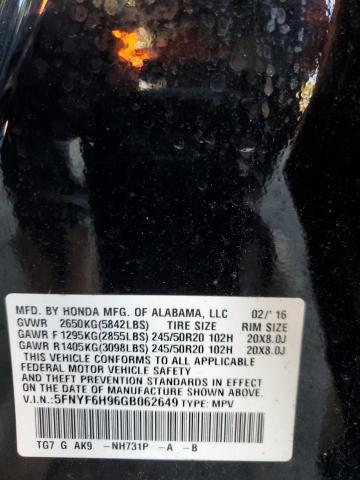 MFD. BY HONDA MFG. OF ALABAMA, LLC 02/'16
GVWR 2650KG(5842LBS) TIRE SIZE RIM SIZE
GAWR F 1295KG(2855LBS) 245/50R20 102H 20X8.0J
GAWR R 1405KG(3098LBS) 245/50R20 102H 20X8.0J
THIS VEHICLE CONFORMS TO ALL APPLICABLE
FEDERAL MOTOR VEHICLE SAFETY
STANDARDS IN EFFECT ON THE DATE OF
MANUFACTURE SHOWN ABOVE.
V.I.N.:5FNYF6H96GB062649 TYPE: MPV
TG7 G AK9 -NH731P -A -B